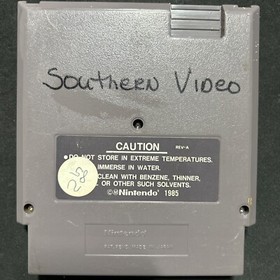 Southern Video
CAUTION
REV-A
•DO NOT STORE IN EXTREME TEMPERATURES.
IMMERSE IN WATER.
CLEAN WITH BENZENE, THINNER,
OR OTHER SUCH SOLVENTS.
©Nintendo 1985